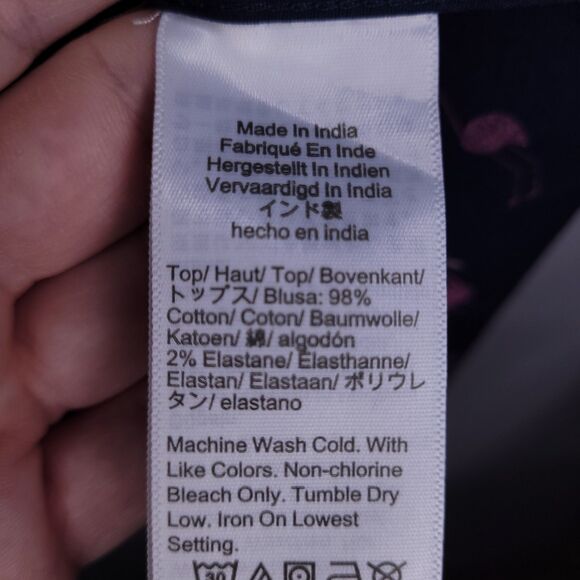 Made In India
Fabriqué En Inde
Hergestellt In Indien
Vervaardigd In India
インド製
hecho en india
Top/ Haut/ Top/ Bovenkant/
トップス/ Blusa: 98%
Cotton/ Coton/ Baumwolle/
Katoen/ 綿/ algodón
2% Elastane/ Elasthanne/
Elastan/ Elastaan/ ポリウレ
タン/ elastano
Machine Wash Cold. With
Like Colors. Non-chlorine
Bleach Only. Tumble Dry
Low. Iron On Lowest
Setting.
30